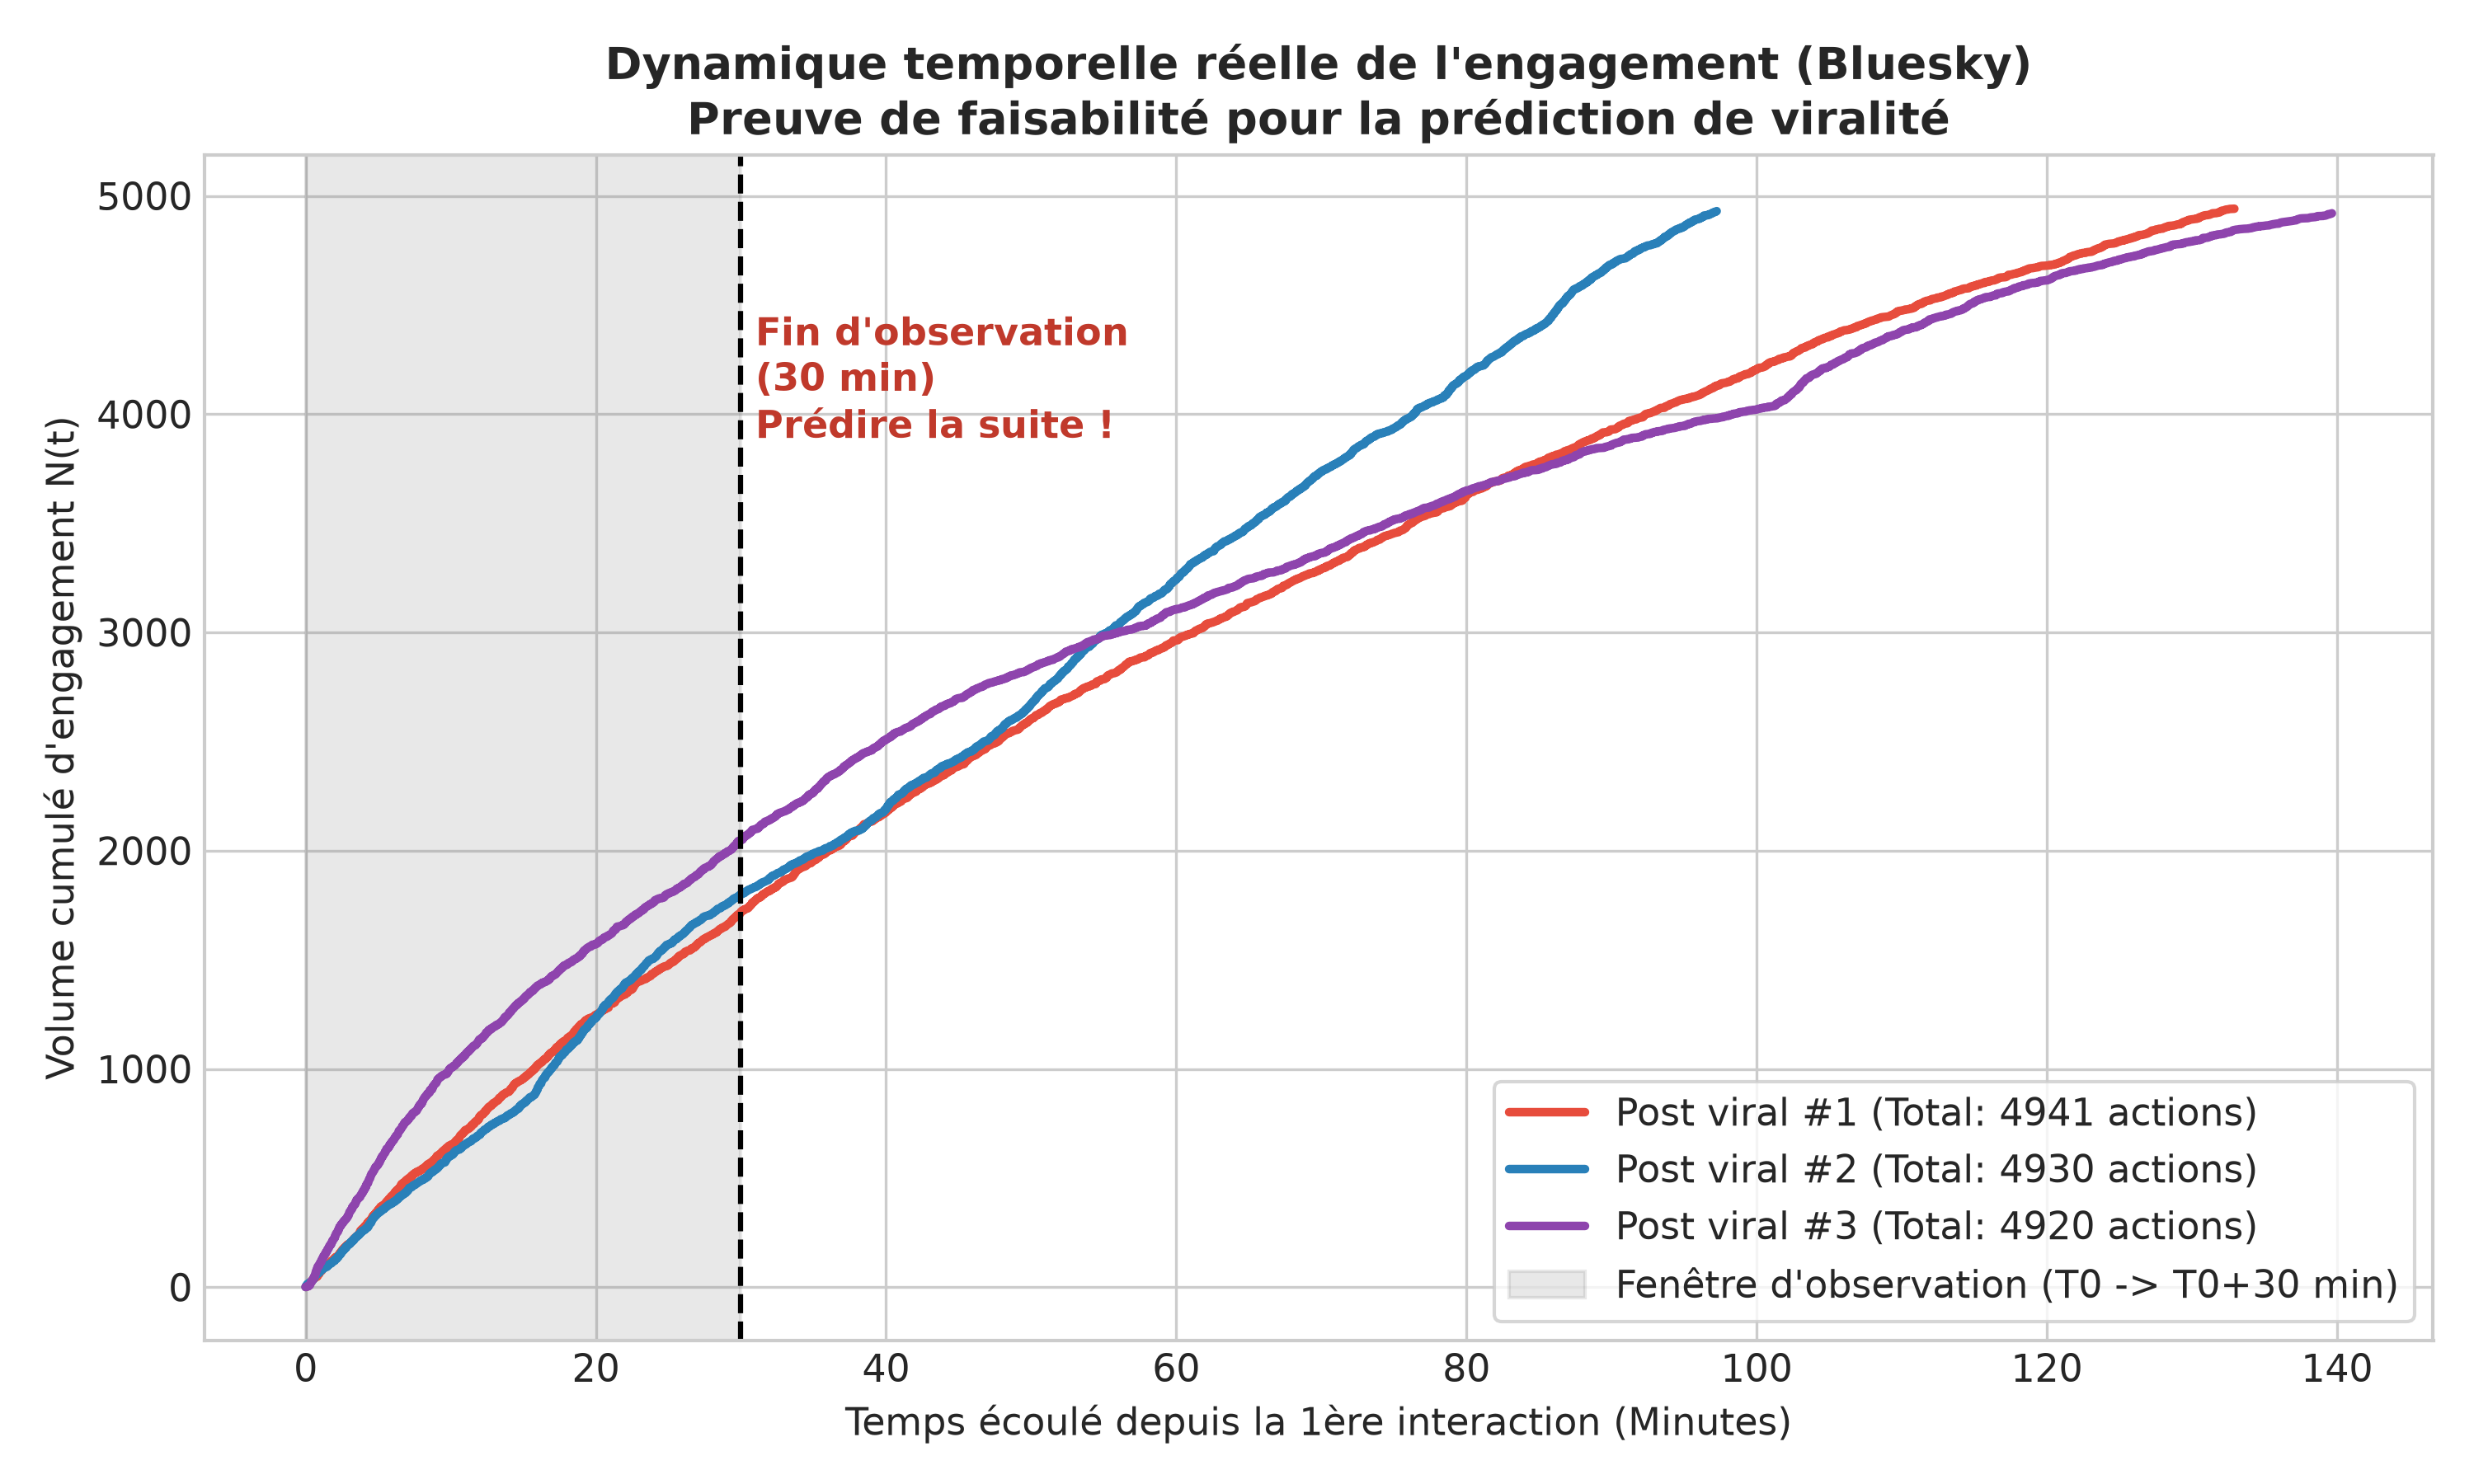 Dynamique temporelle réelle de l'engagement (Bluesky)
Preuve de faisabilité pour la prédiction de viralité
Volume cumulé d'engagement N(t)
5000
4000
3000
2000
1000
0
Fin d'observation
(30 min)
Prédire la suite !
Post viral #1 (Total: 4941 actions)
Post viral #2 (Total: 4930 actions)
Post viral #3 (Total: 4920 actions)
Fenêtre d'observation (T0 -> T0+30 min)
0 20 40 60 80 100 120 140
Temps écoulé depuis la 1ère interaction (Minutes)